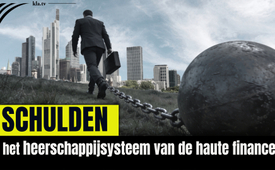 kla.tv
SCHULDEN
het heerschappijsysteem van de haute finance